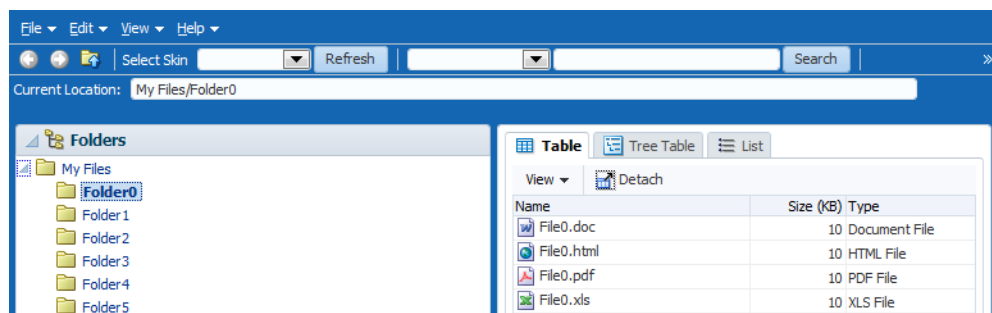 File Edit View Help
Select Skin Refresh Search »
Current Location: My Files/Folder0
Folders
My Files
Folder0
Folder1
Folder2
Folder3
Folder4
Folder5
Table Tree Table List
View Detach
Name Size (KB) Type
File0.doc 10 Document File
File0.html 10 HTML File
File0.pdf 10 PDF File
File0.xls 10 XLS File